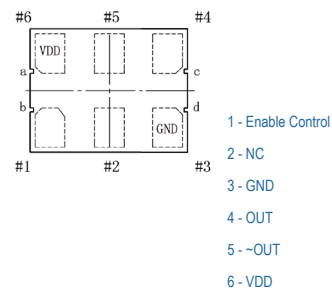 #6 #5 #4
VDD
a c
b d
GND
#1 #2 #3
1 - Enable Control
2 - NC
3 - GND
4 - OUT
5 - ~OUT
6 - VDD